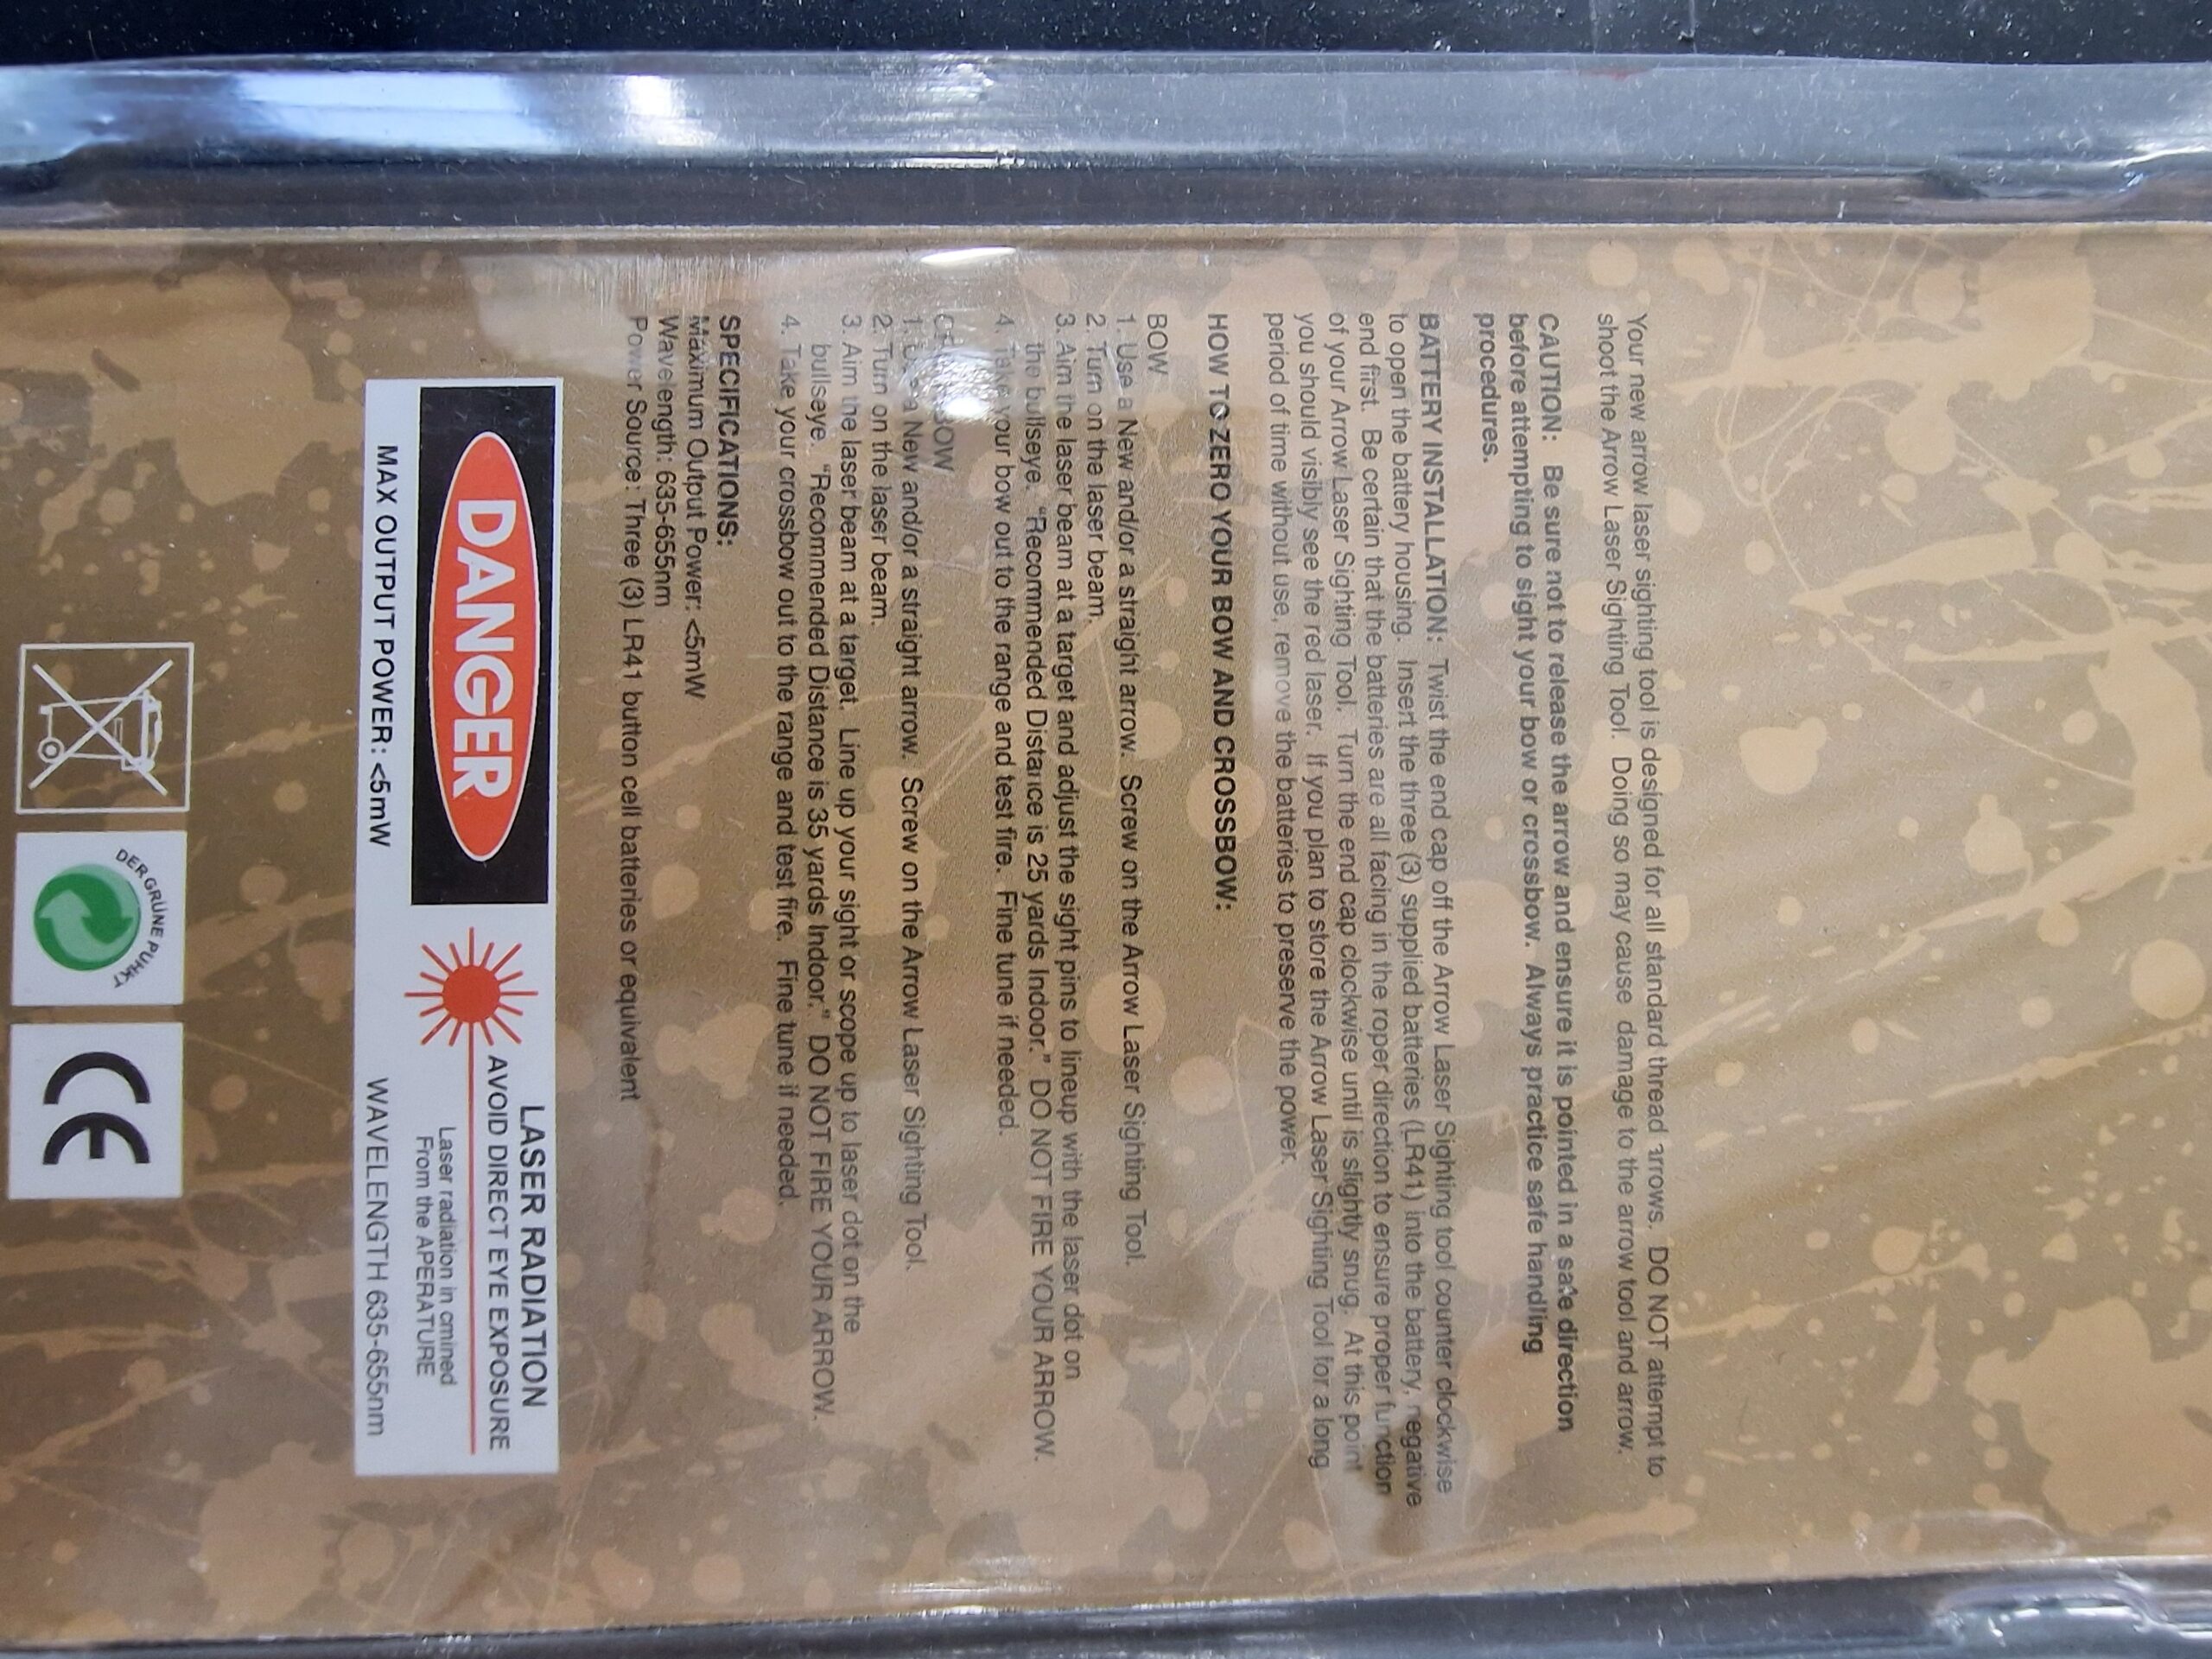 Your new arrow laser sighting tool is designed for all standard thread arrows. DO NOT attempt to
shoot the Arrow Laser Sighting Tool. Doing so may cause damage to the arrow tool and arrow.
CAUTION: Be sure not to release the arrow and ensure it is pointed in a safe direction
before attempting to sight your bow or crossbow. Always practice safe handling
procedures.
BATTERY INSTALLATION: Twist the end cap off the Arrow Laser Sighting tool counter clockwise
to open the battery housing. Insert the three (3) supplied batteries (LR41) into the battery, negative
end first. Be certain that the batteries are all facing in the roper direction to ensure proper function
of your Arrow Laser Sighting Tool. Turn the end cap clockwise until is slightly snug. At this point
you should visibly see the red laser. If you plan to store the Arrow Laser Sighting Tool for a long
period of time without use, remove the batteries to preserve the power.
HOW TO ZERO YOUR BOW AND CROSSBOW:
BOW
1. Use a New and/or a straight arrow. Screw on the Arrow Laser Sighting Tool.
2. Turn on the laser beam.
3. Aim the laser beam at a target and adjust the sight pins to lineup with the laser dot on
the bullseye. "Recommended Distance is 25 yards Indoor." DO NOT FIRE YOUR ARROW.
4. Take your bow out to the range and test fire. Fine tune if needed.
CROSSBOW
1. Use a New and/or a straight arrow. Screw on the Arrow Laser Sighting Tool.
2. Turn on the laser beam.
3. Aim the laser beam at a target. Line up your sight or scope up to laser dot on the
bullseye. "Recommended Distance is 35 yards Indoor." DO NOT FIRE YOUR ARROW.
4. Take your crossbow out to the range and test fire. Fine tune if needed.
SPECIFICATIONS:
Maximum Output Power: <5mW
Wavelength: 635-655nm
Power Source: Three (3) LR41 button cell batteries or equivalent
DANGER
MAX OUTPUT POWER: <5mW
LASER RADIATION
AVOID DIRECT EYE EXPOSURE
Laser radiation in omined
From the APERATURE
WAVELENGTH 635-655nm
DER GRÜNE PUNKT
CE